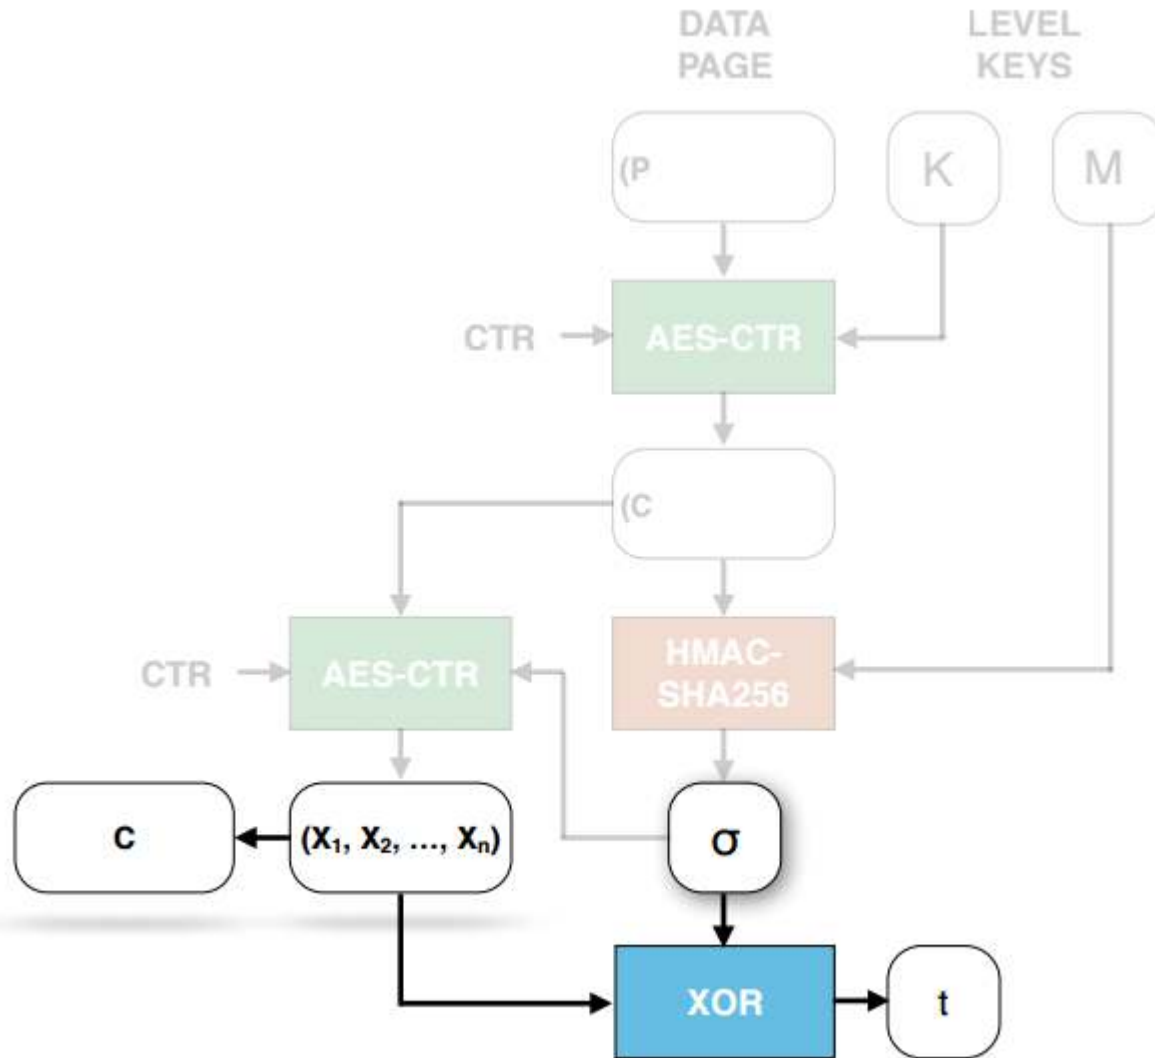 DATA
PAGE
LEVEL
KEYS
(P
K
M
CTR
AES-CTR
(C
CTR
AES-CTR
HMAC-
SHA256
C
(X₁, X₂, ..., Xₙ)
σ
XOR
t